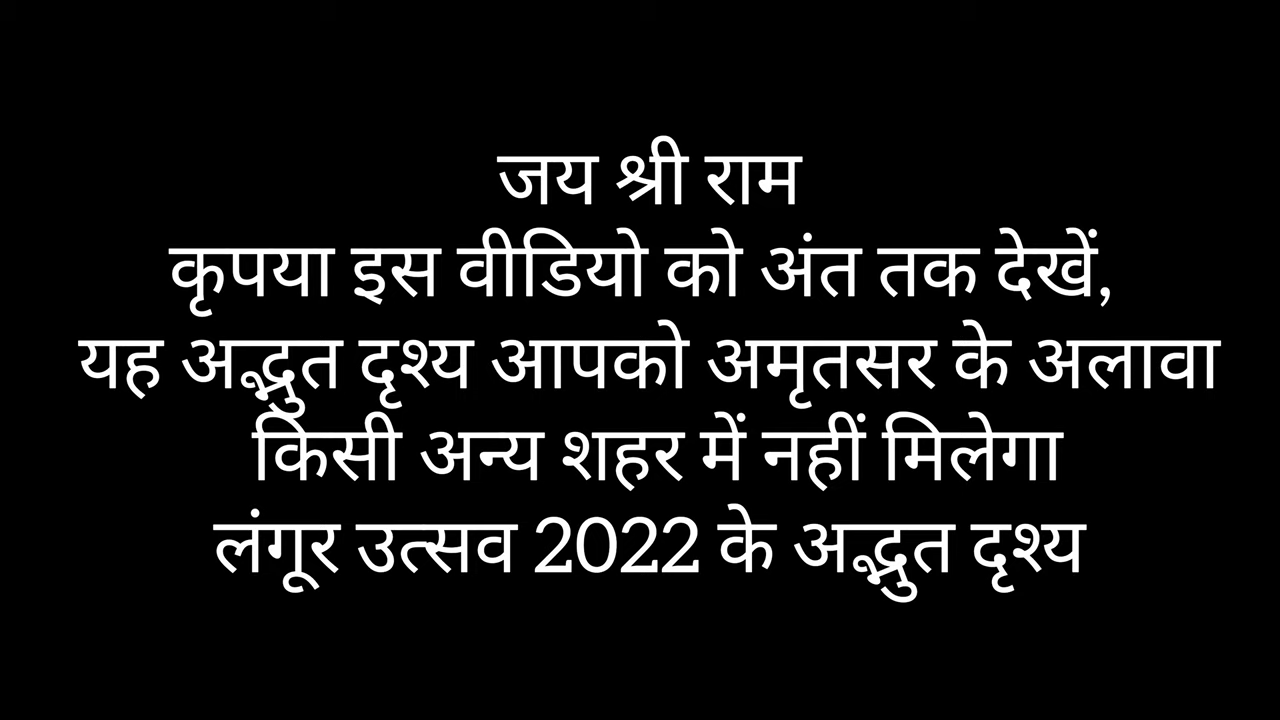 जय श्री राम
कृपया इस वीडियो को अंत तक देखें,
यह अद्भुत दृश्य आपको अमृतसर के अलावा
किसी अन्य शहर में नहीं मिलेगा
लंगूर उत्सव 2022 के अद्भुत दृश्य